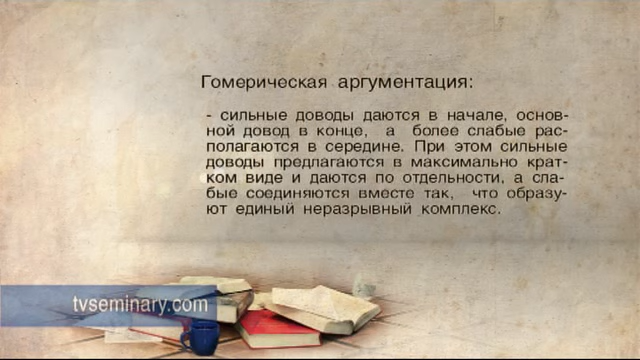 Гомерическая аргументация:
- сильные доводы даются в начале, основ-
ной довод в конце, а более слабые рас-
полагаются в середине. При этом сильные
доводы предлагаются в максимально крат-
ком виде и даются по отдельности, а сла-
бые соединяются вместе так, что образу-
ют единый неразрывный комплекс.
tvseminary.com